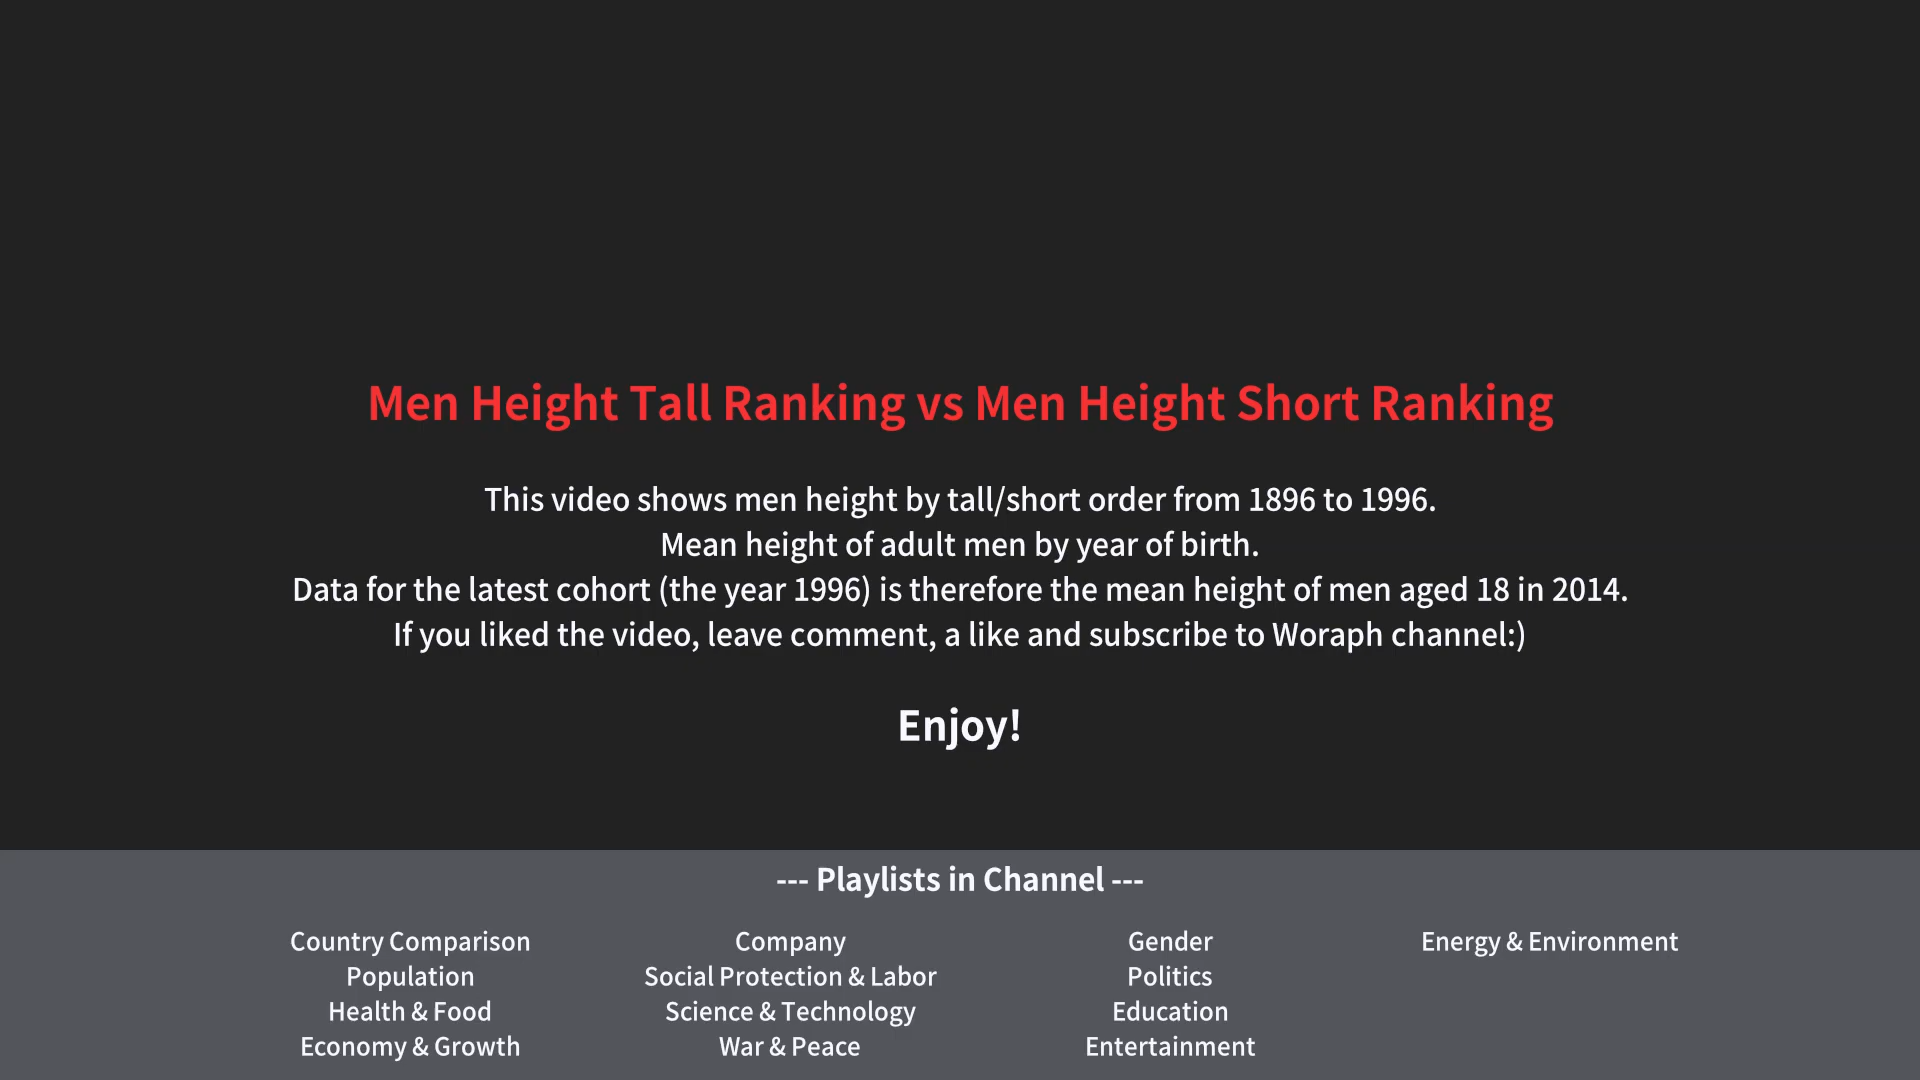 Men Height Tall Ranking vs Men Height Short Ranking
This video shows men height by tall/short order from 1896 to 1996.
Mean height of adult men by year of birth.
Data for the latest cohort (the year 1996) is therefore the mean height of men aged 18 in 2014.
If you liked the video, leave comment, a like and subscribe to Woraph channel:)
Enjoy!
--- Playlists in Channel ---
Country Comparison
Population
Health & Food
Economy & Growth
Company
Social Protection & Labor
Science & Technology
War & Peace
Gender
Politics
Education
Entertainment
Energy & Environment